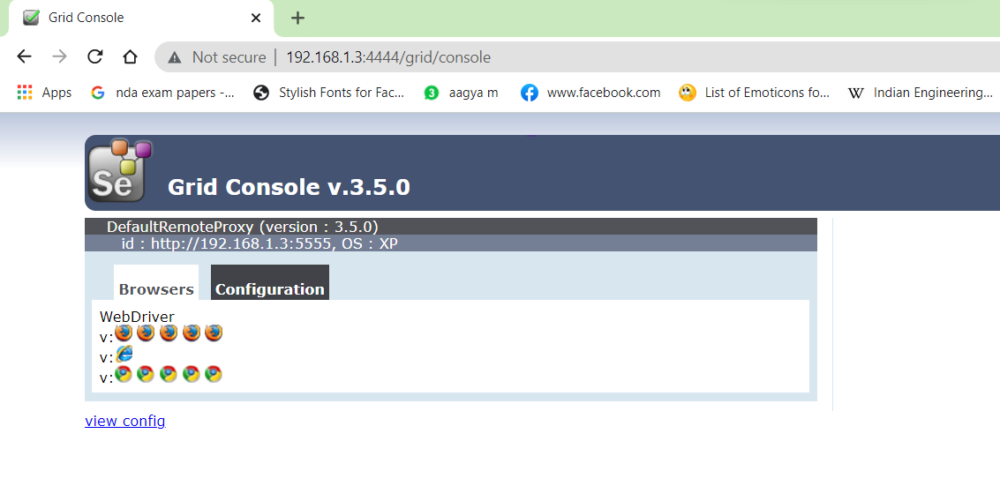 Grid Console
Not secure | 192.168.1.3:4444/grid/console
Apps nda exam papers -... Stylish Fonts for Fac... 3 aagya m www.facebook.com List of Emoticons fo... W Indian Engineering...
Se Grid Console v.3.5.0
DefaultRemoteProxy (version : 3.5.0)
id : http://192.168.1.3:5555, OS : XP
Browsers Configuration
WebDriver
v:
v:
v:
view config